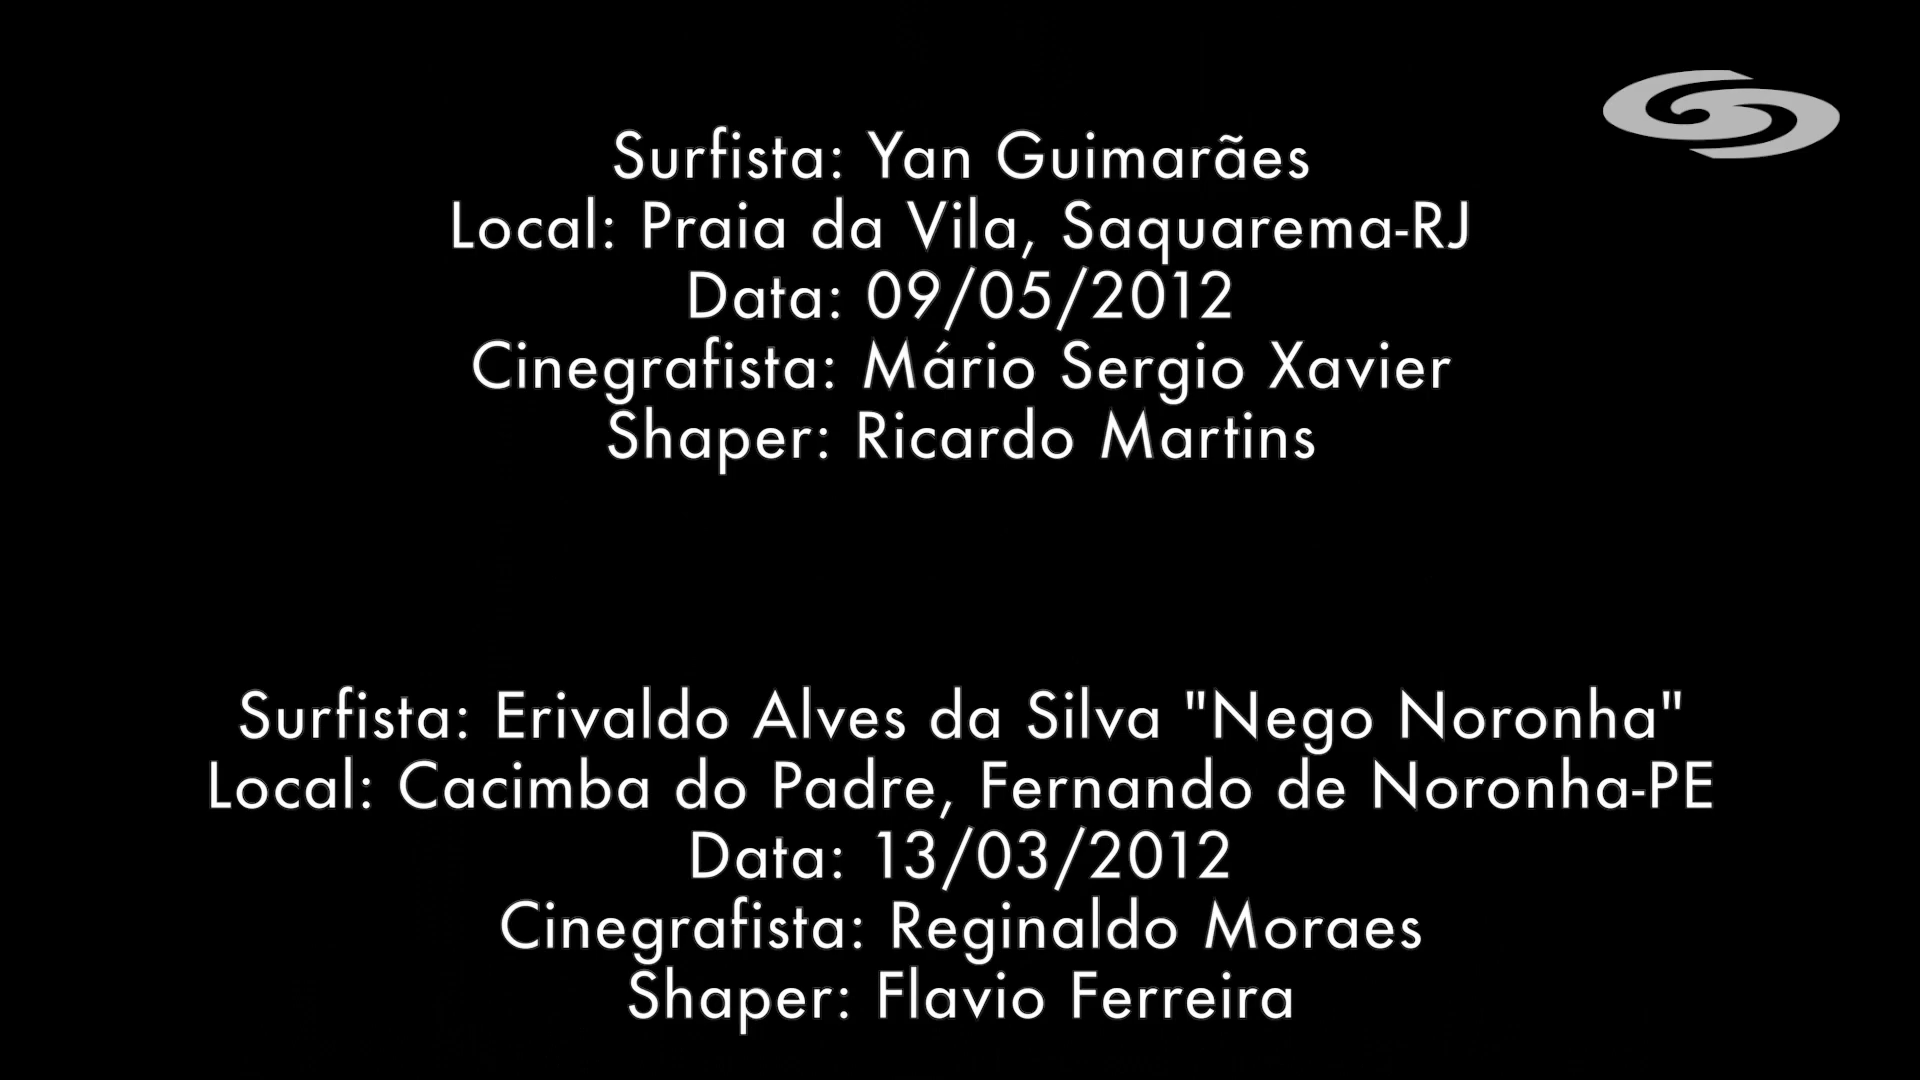 Surfista: Yan Guimarães
Local: Praia da Vila, Saquarema-RJ
Data: 09/05/2012
Cinegrafista: Mário Sergio Xavier
Shaper: Ricardo Martins
Surfista: Erivaldo Alves da Silva "Nego Noronha"
Local: Cacimba do Padre, Fernando de Noronha-PE
Data: 13/03/2012
Cinegrafista: Reginaldo Moraes
Shaper: Flavio Ferreira